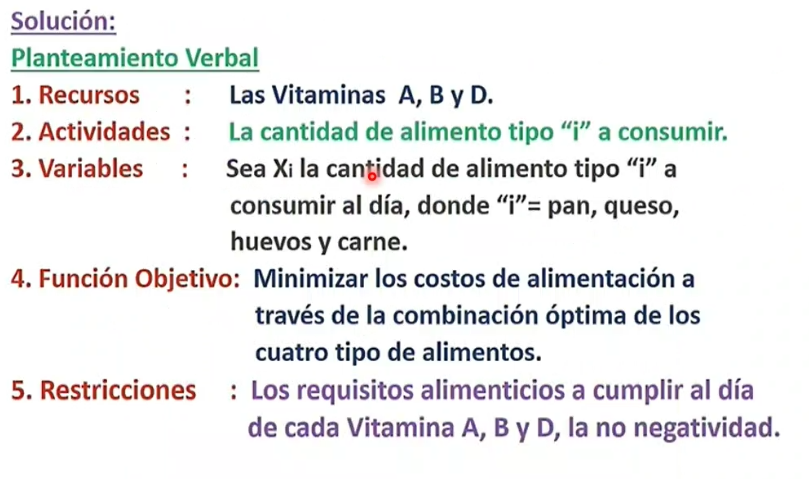 Solución:
Planteamiento Verbal
1. Recursos : Las Vitaminas A, B y D.
2. Actividades : La cantidad de alimento tipo “i” a consumir.
3. Variables : Sea Xi la cantidad de alimento tipo “i” a
consumir al día, donde “i”= pan, queso,
huevos y carne.
4. Función Objetivo: Minimizar los costos de alimentación a
través de la combinación óptima de los
cuatro tipo de alimentos.
5. Restricciones : Los requisitos alimenticios a cumplir al día
de cada Vitamina A, B y D, la no negatividad.